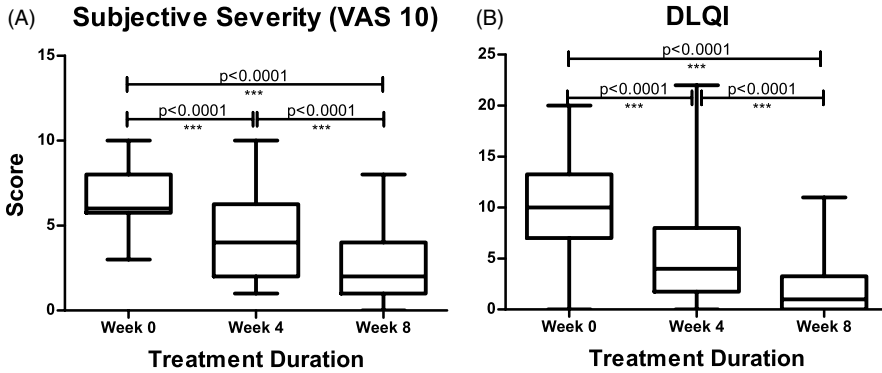 (A)
Subjective Severity (VAS 10)
15
p<0.0001
***
p<0.0001
p<0.0001
***
***
10
Score
5
0
Week 0
Week 4
Week 8
Treatment Duration
(B)
DLQI
25
p<0.0001
***
p<0.0001
p<0.0001
***
***
20
15
10
5
0
Week 0
Week 4
Week 8
Treatment Duration